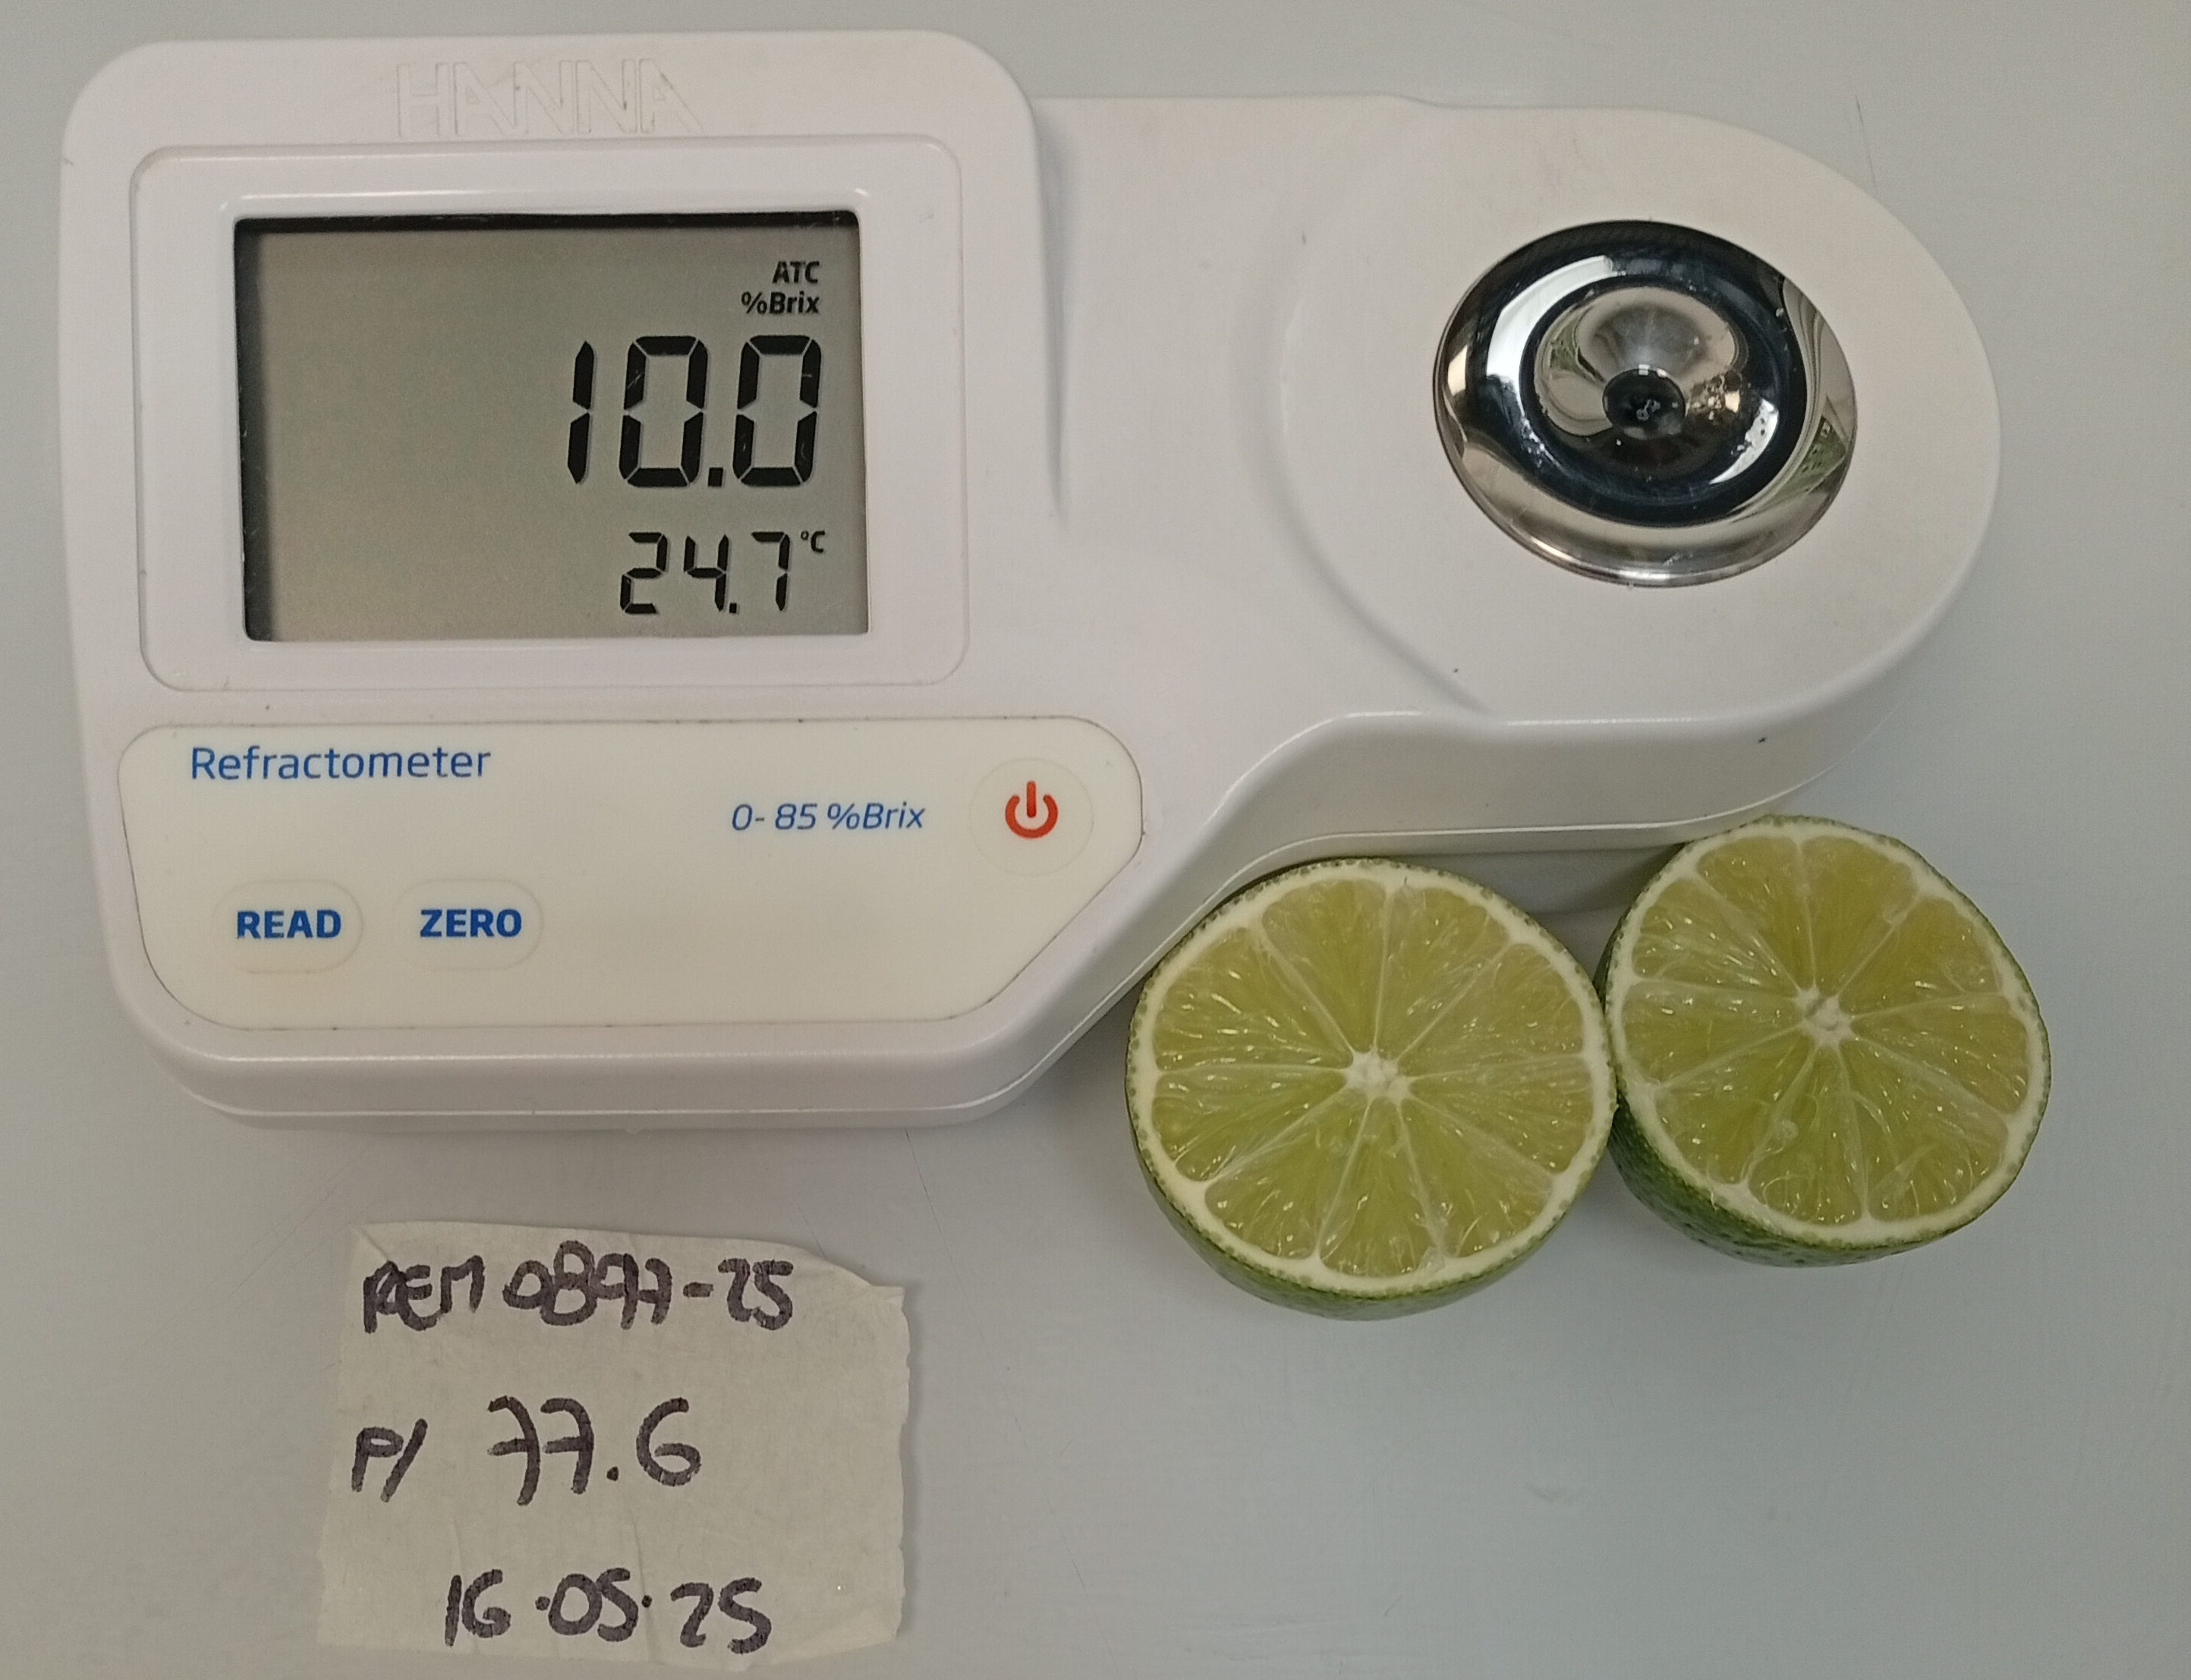 HANNA
ATC
%Brix
10.0
24.7 °C
Refractometer
0-85 %Brix
READ ZERO
REM 0897-25
P/ 77.6
16.05.25